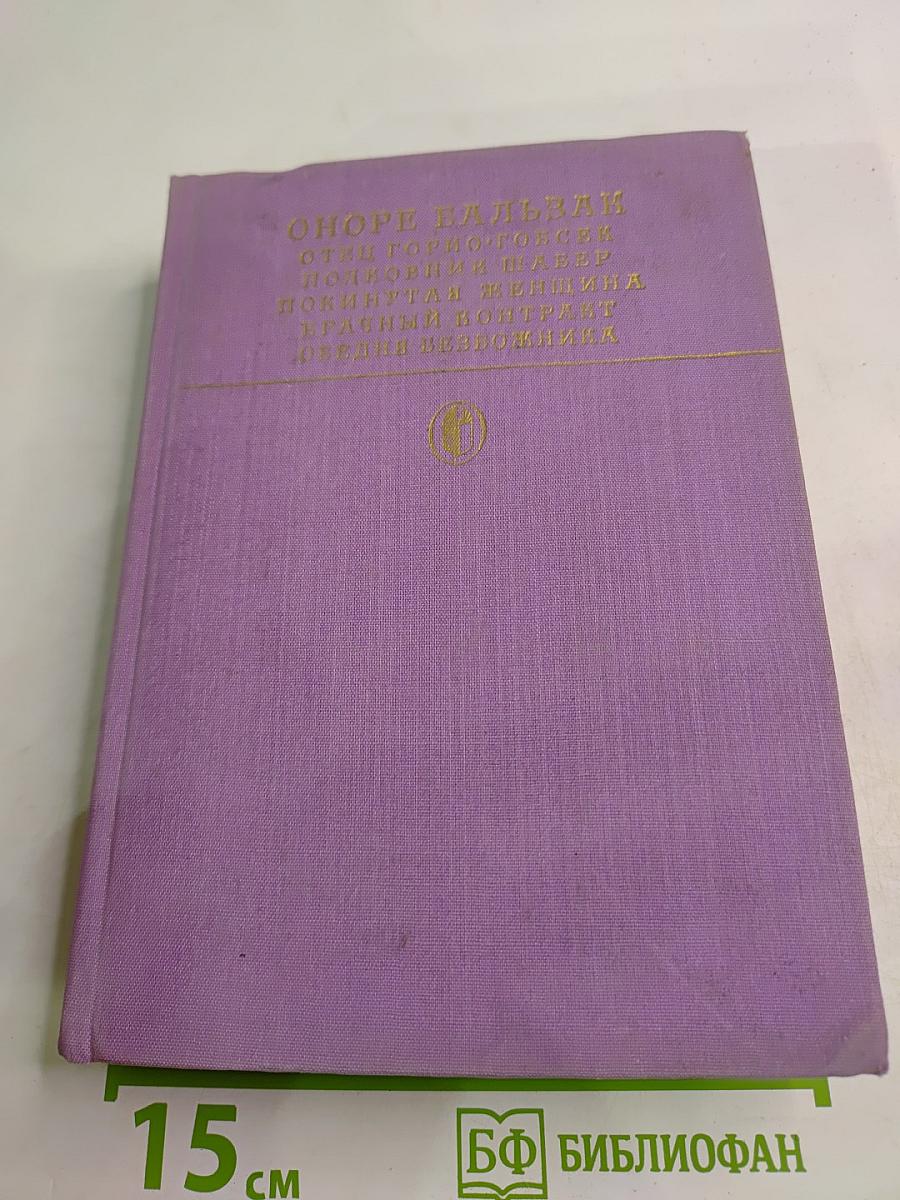 ОНОРЕ БАЛЬЗАК
ОТЕЦ ГОРИО·ГОБСЕК
ПОЛКОВНИК ШАБЕР
ПОКИНУТАЯ ЖЕНЩИНА
БРАЧНЫЙ КОНТРАКТ
ОБЕДНЯ БЕЗБОЖНИКА
15 см
БФ БИБЛИОФАН